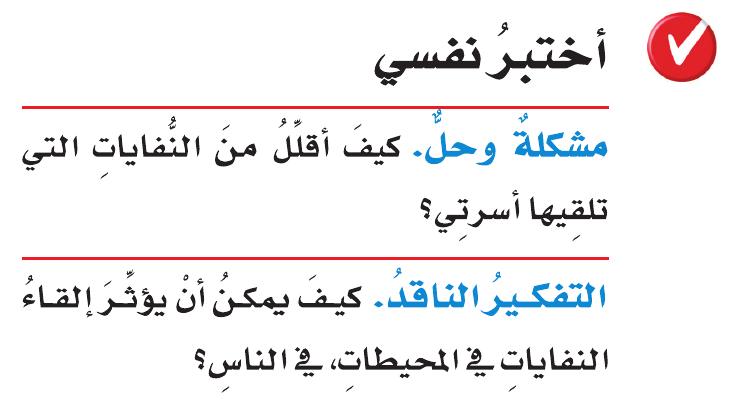 أختبرُ نفسي
مشكلةٌ وحلٌّ. كيفَ أقلِّلُ منَ النُّفاياتِ التي
تلقِيها أسرتِي؟
التفكيرُ الناقدُ. كيفَ يمكنُ أنْ يؤثِّرَ إلقاءُ
النفاياتِ في المحيطاتِ، في الناسِ؟